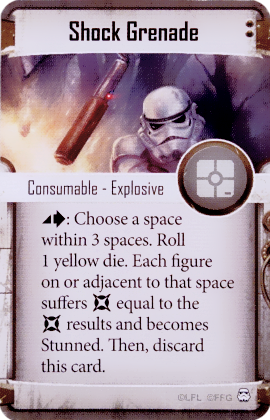 Shock Grenade
Consumable - Explosive
: Choose a space
within 3 spaces. Roll
1 yellow die. Each figure
on or adjacent to that space
suffers equal to the
results and becomes
Stunned. Then, discard
this card.
©LFL ©FFG